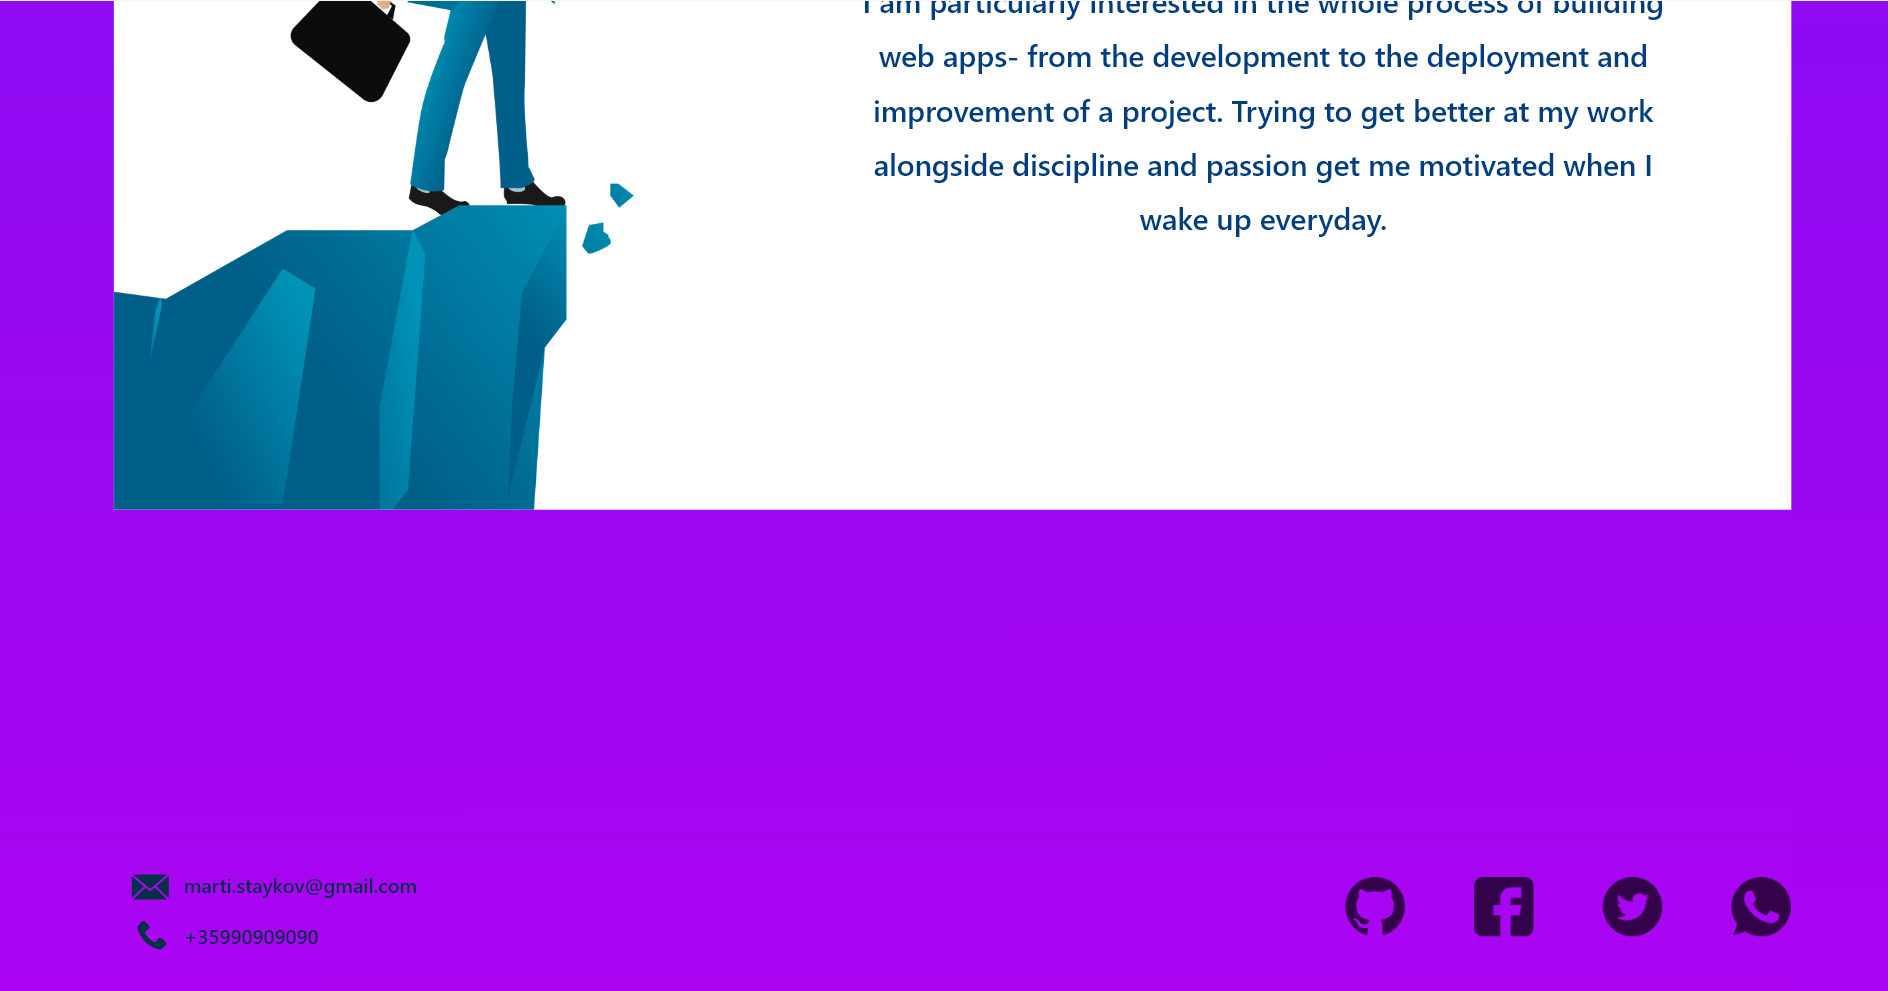 I am particularly interested in the whole process of building
web apps- from the development to the deployment and
improvement of a project. Trying to get better at my work
alongside discipline and passion get me motivated when I
wake up everyday.
marti.staykov@gmail.com
+35990909090